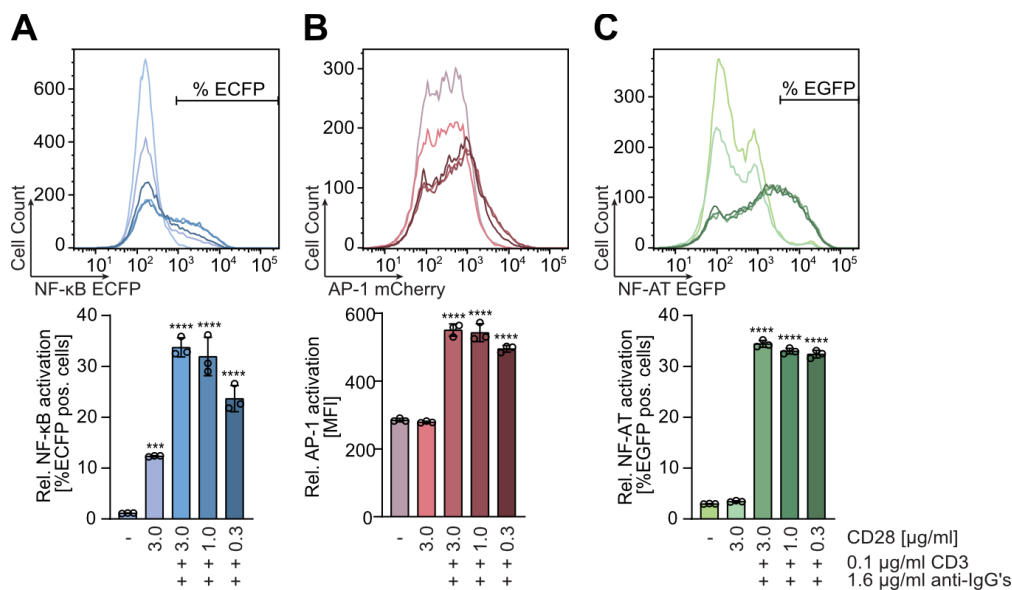 A
B
C
600
400
200
0
% ECFP
Cell Count
10¹ 10² 10³ 10⁴ 10⁵
NF-κB ECFP
300
200
100
0
Cell Count
10¹ 10² 10³ 10⁴ 10⁵
AP-1 mCherry
300
200
100
0
% EGFP
Cell Count
10¹ 10² 10³ 10⁴ 10⁵
NF-AT EGFP
Rel. NF-κB activation
[%ECFP pos. cells]
40
30
20
10
0
*** **** **** ****
- 3.0 3.0 1.0 0.3
+ + +
+ + +
Rel. AP-1 activation
[MFI]
600
400
200
0
**** **** ****
- 3.0 3.0 1.0 0.3
+ + +
+ + +
Rel. NF-AT activation
[%EGFP pos. cells]
40
30
20
10
0
**** **** ****
- 3.0 3.0 1.0 0.3 CD28 [µg/ml]
+ + + 0.1 µg/ml CD3
+ + + 1.6 µg/ml anti-IgG's